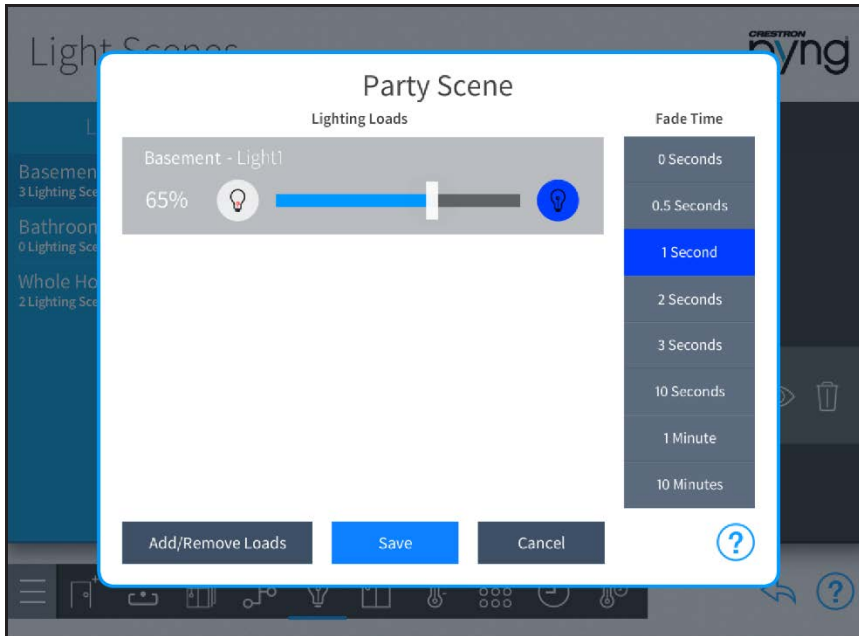 Light Scenes
CRESTRON
pyng
Party Scene
Lighting Loads
Fade Time
Basement - Light1
65%
0 Seconds
0.5 Seconds
1 Second
2 Seconds
3 Seconds
10 Seconds
1 Minute
10 Minutes
L
Basemen
3 Lighting Sce
Bathroon
0 Lighting Sce
Whole Ho
2 Lighting Sce
Add/Remove Loads
Save
Cancel
?
?